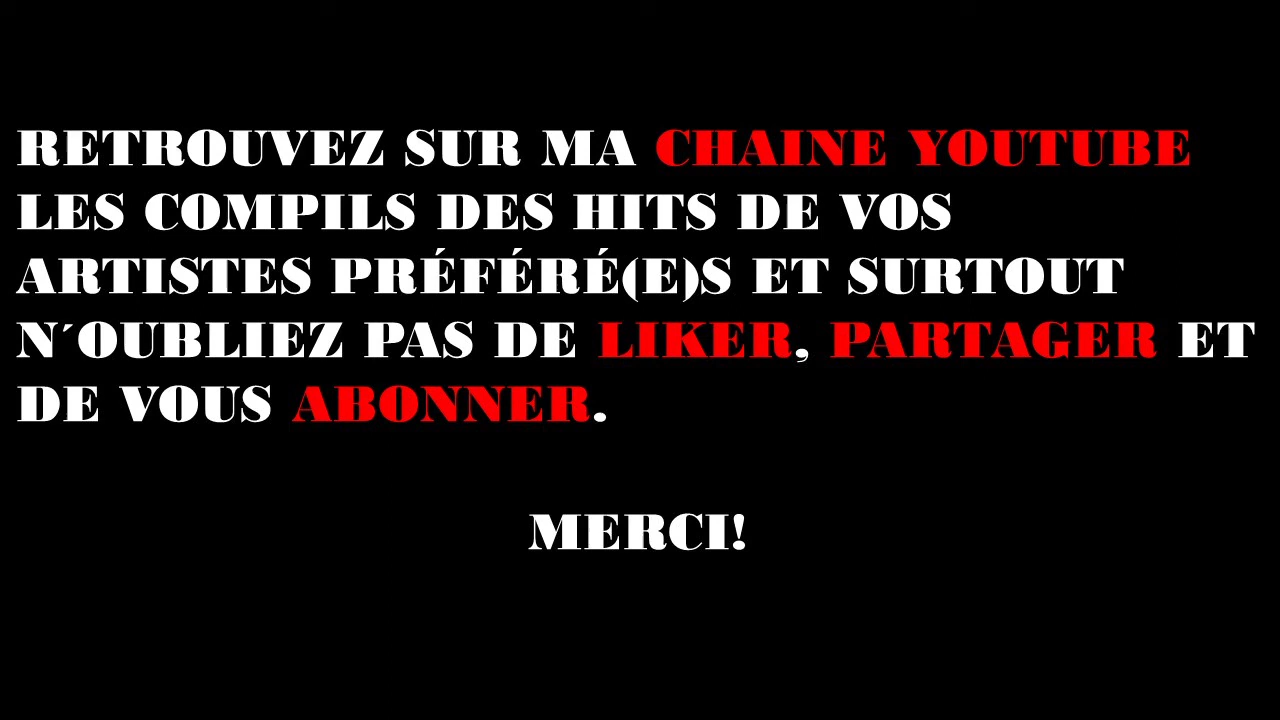 RETROUVEZ SUR MA CHAINE YOUTUBE
LES COMPILS DES HITS DE VOS
ARTISTES PRÉFÉRÉ(E)S ET SURTOUT
N´OUBLIEZ PAS DE LIKER, PARTAGER ET
DE VOUS ABONNER.
MERCI!